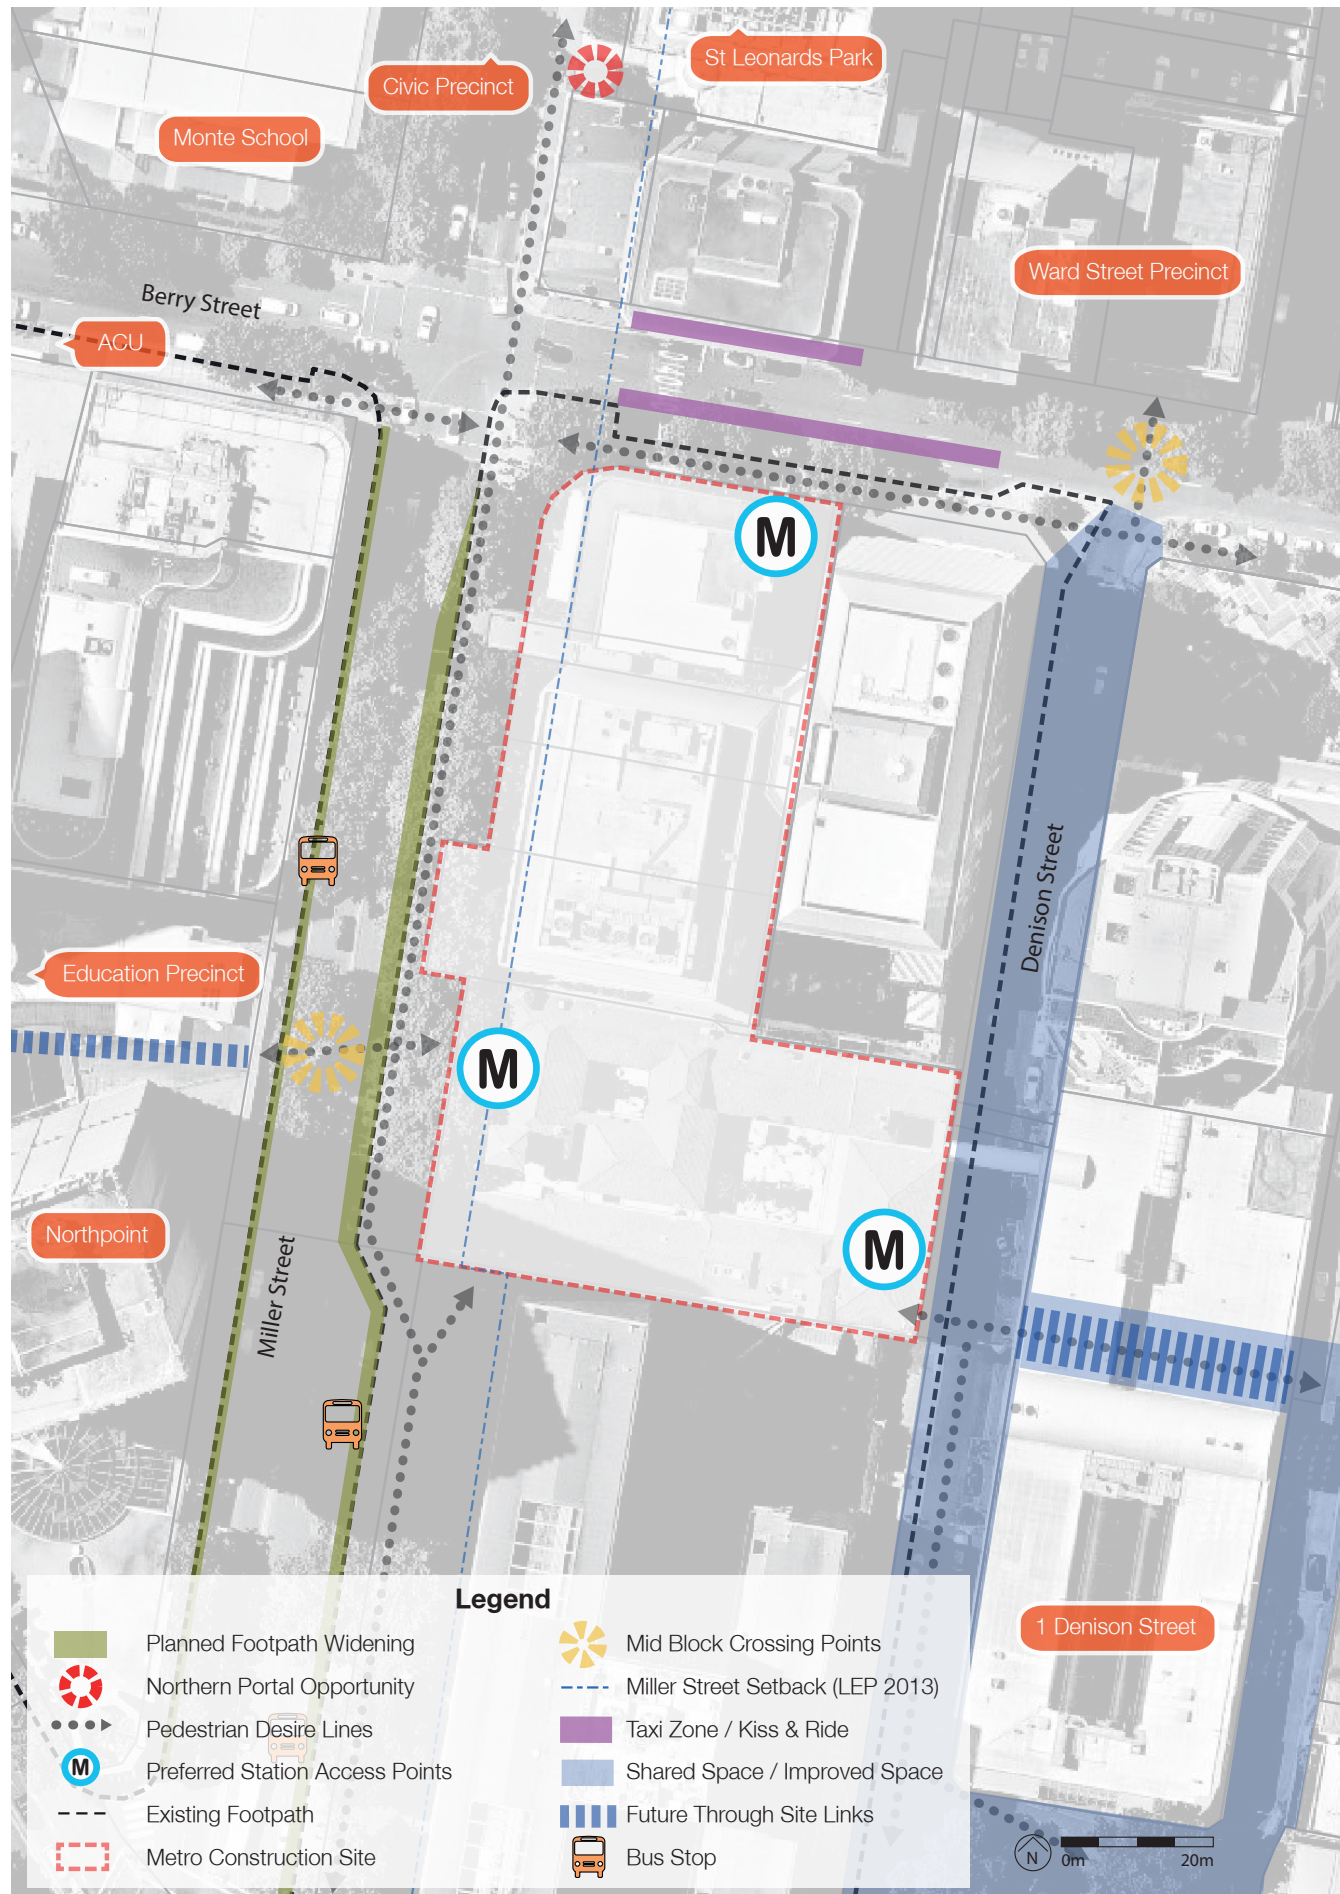 St Leonards Park
Civic Precinct
Monte School
Ward Street Precinct
Berry Street
ACU
M
Denison Street
Education Precinct
M
Northpoint
M
Miller Street
Legend
Planned Footpath Widening
Northern Portal Opportunity
Pedestrian Desire Lines
M
Preferred Station Access Points
Existing Footpath
Metro Construction Site
Mid Block Crossing Points
Miller Street Setback (LEP 2013)
Taxi Zone / Kiss & Ride
Shared Space / Improved Space
Future Through Site Links
Bus Stop
1 Denison Street
N
0m
20m